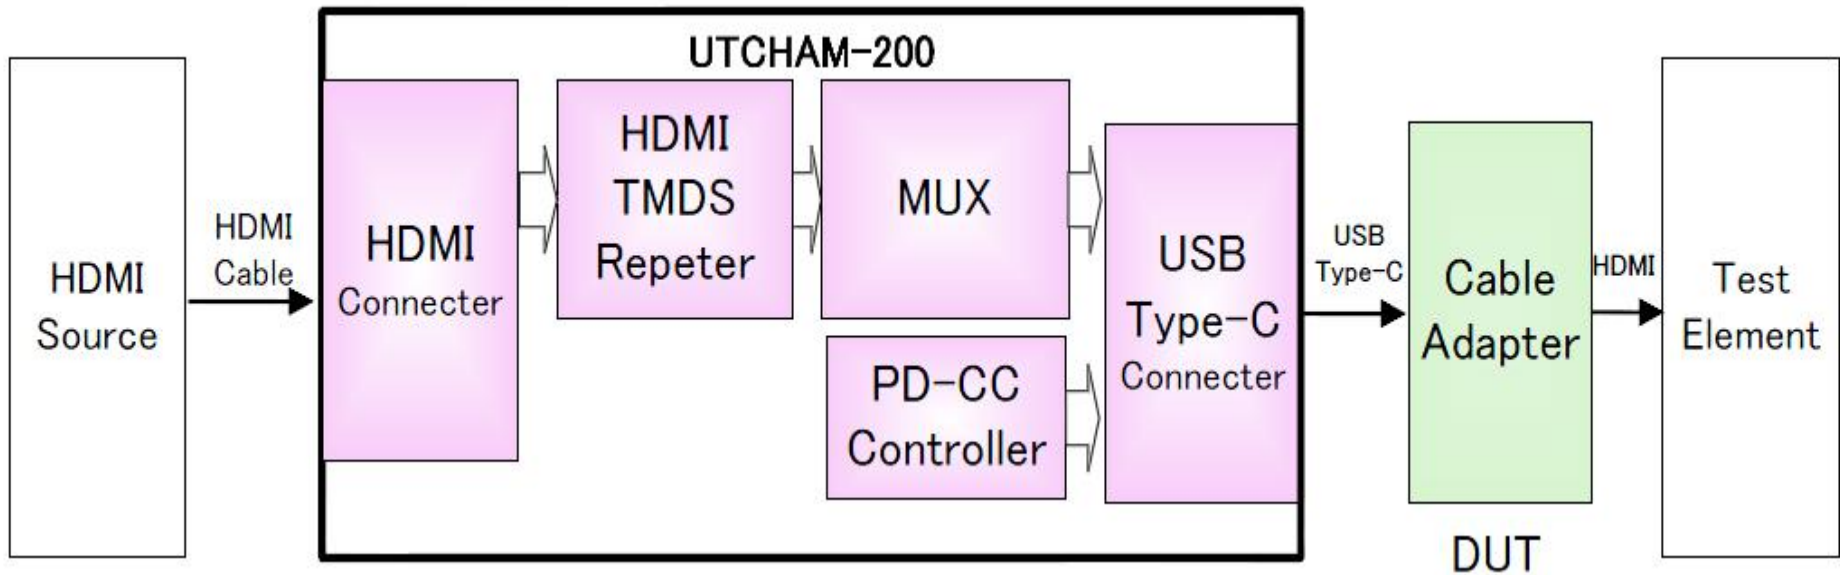 UTCHAM-200
HDMI
Source
HDMI
Cable
HDMI
Connecter
HDMI
TMDS
Repeter
MUX
PD-CC
Controller
USB
Type-C
Connecter
USB
Type-C
Cable
Adapter
DUT
HDMI
Test
Element